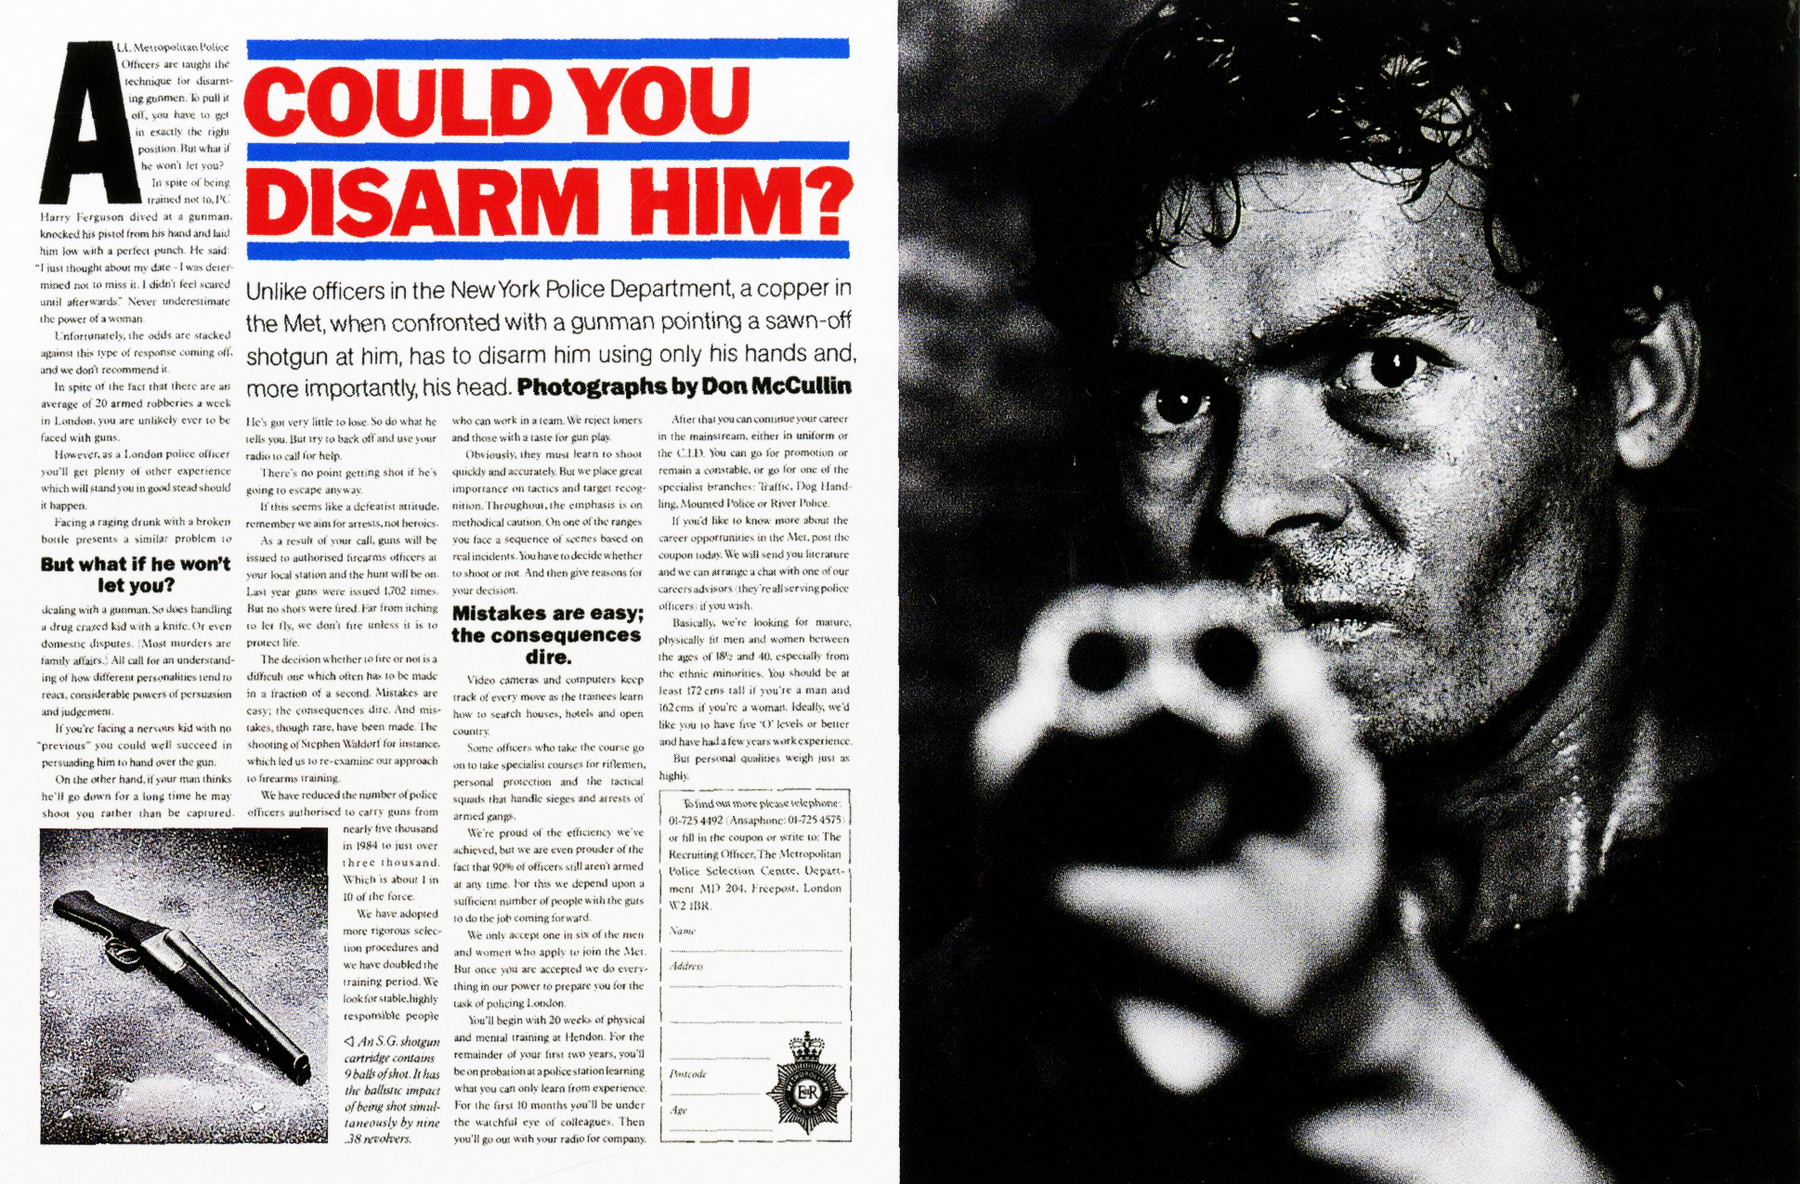 COULD YOU
DISARM HIM?
Unlike officers in the New York Police Department, a copper in
the Met, when confronted with a gunman pointing a sawn-off
shotgun at him, has to disarm him using only his hands and,
more importantly, his head. Photographs by Don McCullin
ALL Metropolitan Police
Officers are taught the
technique for disarm-
ing gunmen. To pull it
off, you have to get
in exactly the right
position. But what if
he won't let you?
In spite of being
trained not to, PC
Harry Ferguson dived at a gunman,
knocked his pistol from his hand and laid
him low with a perfect punch. He said:
"I just thought about my date – I was deter-
mined not to miss it. I didn't feel scared
until afterwards." Never underestimate
the power of a woman.
Unfortunately, the odds are stacked
against this type of response coming off,
and we don't recommend it.
In spite of the fact that there are an
average of 20 armed robberies a week
in London, you are unlikely ever to be
faced with guns.
However, as a London police officer
you'll get plenty of other experience
which will stand you in good stead should
it happen.
Facing a raging drunk with a broken
bottle presents a similar problem to
But what if he won't
let you?
dealing with a gunman. So does handling
a drug crazed kid with a knife. Or even
domestic disputes. (Most murders are
family affairs.) All call for an understand-
ing of how different personalities tend to
react, considerable powers of persuasion
and judgement.
If you're facing a nervous kid with no
"previous" you could well succeed in
persuading him to hand over the gun.
On the other hand, if your man thinks
he'll go down for a long time he may
shoot you rather than be captured.
He's got very little to lose. So do what he
tells you. But try to back off and use your
radio to call for help.
There's no point getting shot if he's
going to escape anyway.
If this seems like a defeatist attitude,
remember we aim for arrests, not heroics.
As a result of your call, guns will be
issued to authorised firearms officers at
your local station and the hunt will be on.
Last year guns were issued 1,702 times.
But no shots were fired. Far from itching
to let fly, we don't fire unless it is to
protect life.
The decision whether to fire or not is a
difficult one which often has to be made
in a fraction of a second. Mistakes are
easy; the consequences dire. And mis-
takes, though rare, have been made. The
shooting of Stephen Waldorf for instance,
which led us to re-examine our approach
to firearms training.
We have reduced the number of police
officers authorised to carry guns from
nearly five thousand
in 1984 to just over
three thousand.
Which is about 1 in
10 of the force.
We have adopted
more rigorous selec-
tion procedures and
we have doubled the
training period. We
look for stable, highly
responsible people
◁ An S.G. shotgun
cartridge contains
9 balls of shot. It has
the ballistic impact
of being shot simul-
taneously by nine
.38 revolvers.
who can work in a team. We reject loners
and those with a taste for gun play.
Obviously, they must learn to shoot
quickly and accurately. But we place great
importance on tactics and target recog-
nition. Throughout, the emphasis is on
methodical caution. On one of the ranges
you face a sequence of scenes based on
real incidents. You have to decide whether
to shoot or not. And then give reasons for
your decision.
Mistakes are easy;
the consequences
dire.
Video cameras and computers keep
track of every move as the trainees learn
how to search houses, hotels and open
country.
Some officers who take the course go
on to take specialist courses for riflemen,
personal protection and the tactical
squads that handle sieges and arrests of
armed gangs.
We're proud of the efficiency we've
achieved, but we are even prouder of the
fact that 90% of officers still aren't armed
at any time. For this we depend upon a
sufficient number of people with the guts
to do the job coming forward.
We only accept one in six of the men
and women who apply to join the Met.
But once you are accepted we do every-
thing in our power to prepare you for the
task of policing London.
You'll begin with 20 weeks of physical
and mental training at Hendon. For the
remainder of your first two years, you'll
be on probation at a police station learning
what you can only learn from experience.
For the first 10 months you'll be under
the watchful eye of colleagues. Then
you'll go out with your radio for company.
After that you can continue your career
in the mainstream, either in uniform or
the C.I.D. You can go for promotion or
remain a constable, or go for one of the
specialist branches: Traffic, Dog Hand-
ling, Mounted Police or River Police.
If you'd like to know more about the
career opportunities in the Met, post the
coupon today. We will send you literature
and we can arrange a chat with one of our
careers advisors (they're all serving police
officers) if you wish.
Basically, we're looking for mature,
physically fit men and women between
the ages of 18½ and 40, especially from
the ethnic minorities. You should be at
least 172 cms tall if you're a man and
162 cms if you're a woman. Ideally, we'd
like you to have five 'O' levels or better
and have had a few years work experience.
But personal qualities weigh just as
highly.
To find out more please telephone:
01-725 4492 (Ansaphone: 01-725 4575)
or fill in the coupon or write to: The
Recruiting Officer, The Metropolitan
Police Selection Centre, Depart-
ment MD 204, Freepost, London
W2 1BR.
Name
Address
Postcode
Age
METROPOLITAN
E II R
POLICE